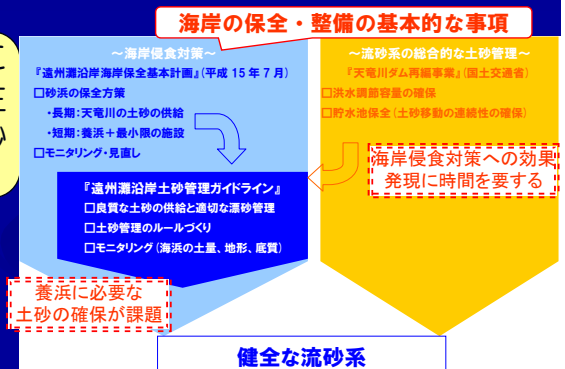 海岸の保全・整備の基本的な事項
～海岸侵食対策～
『遠州灘沿岸海岸保全基本計画』(平成 15 年 7 月)
□砂浜の保全方策
・長期:天竜川の土砂の供給
・短期:養浜＋最小限の施設
□モニタリング・見直し
『遠州灘沿岸土砂管理ガイドライン』
□良質な土砂の供給と適切な漂砂管理
□土砂管理のルールづくり
□モニタリング(海浜の土量、地形、底質)
養浜に必要な
土砂の確保が課題
～流砂系の総合的な土砂管理～
『天竜川ダム再編事業』(国土交通省)
□洪水調節容量の確保
□貯水池保全(土砂移動の連続性の確保)
海岸侵食対策への効果
発現に時間を要する
健全な流砂系